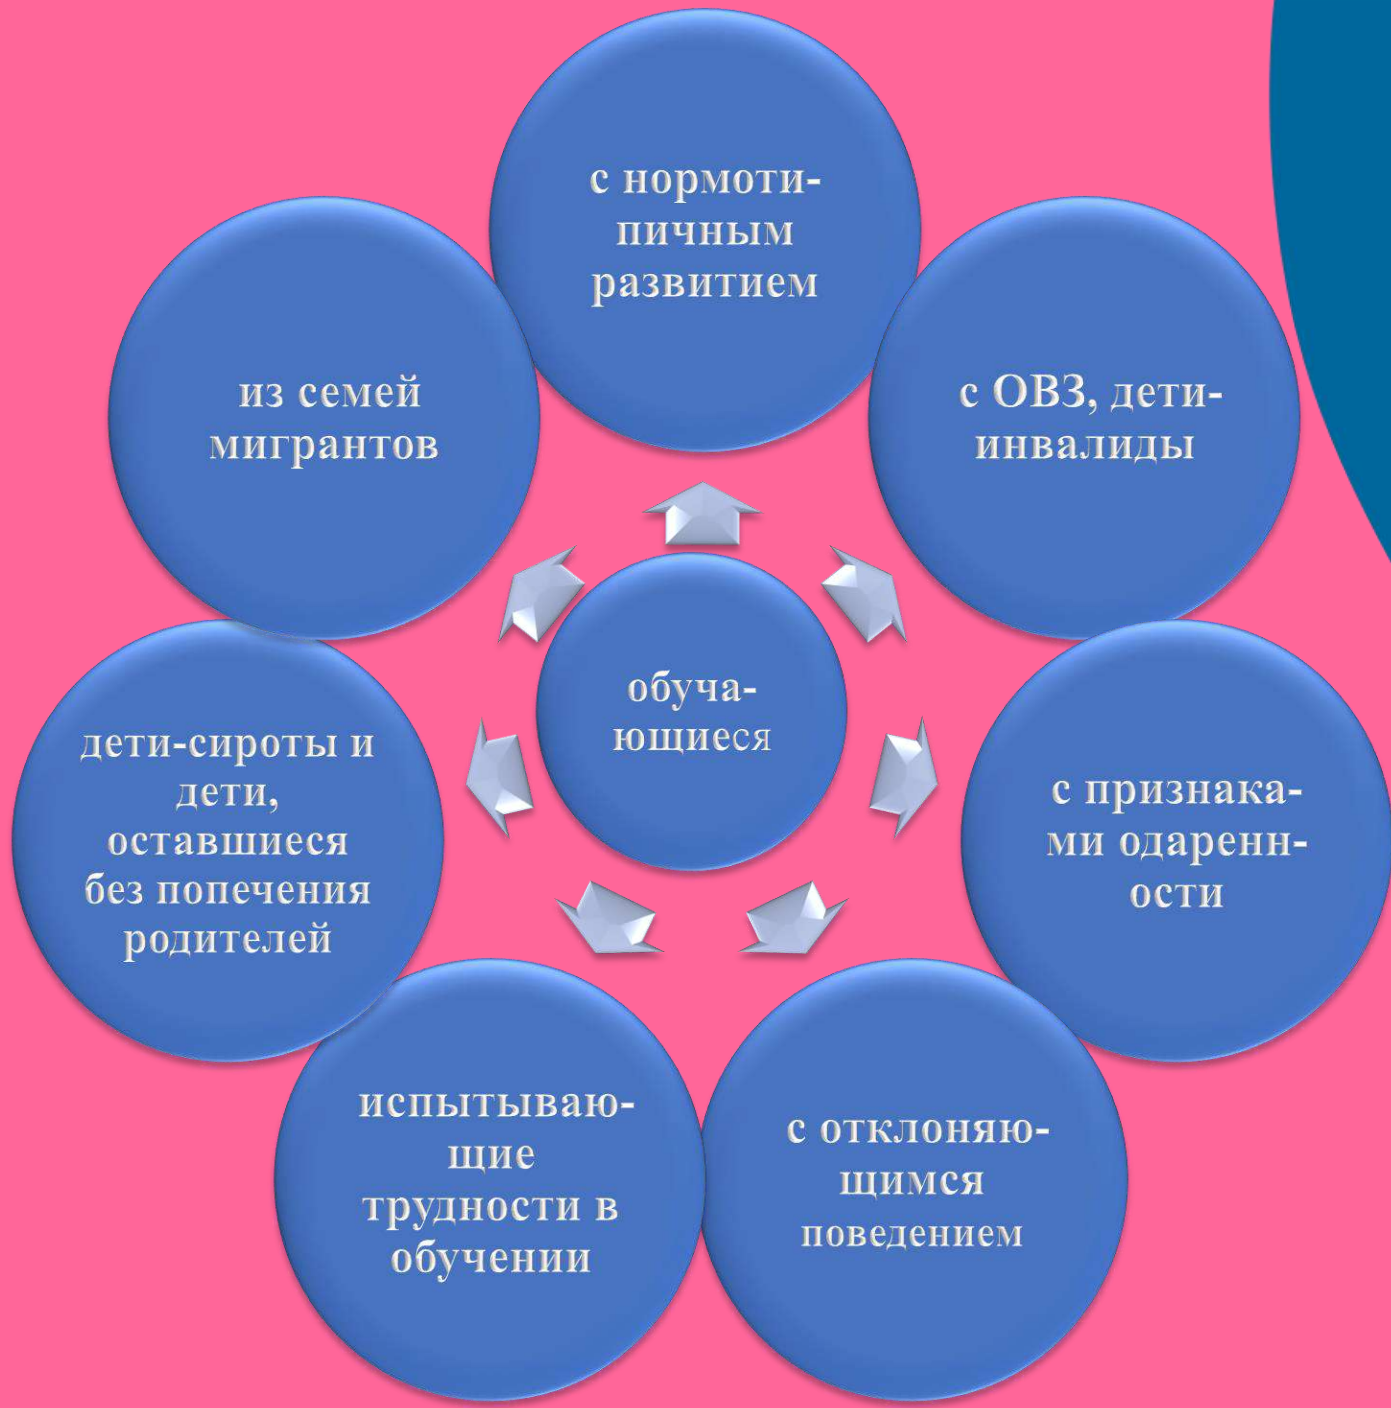 с нормоти-
пичным
развитием
с ОВЗ, дети-
инвалиды
с признака-
ми одаренн-
ости
с отклоняю-
щимся
поведением
испытываю-
щие
трудности в
обучении
дети-сироты и
дети,
оставшиеся
без попечения
родителей
из семей
мигрантов
обуча-
ющиеся